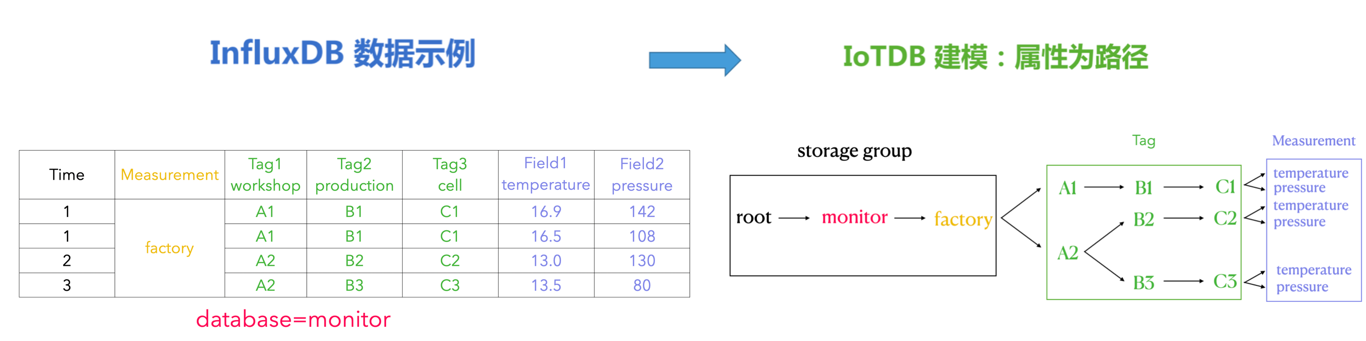 InfluxDB 数据示例
IoTDB 建模：属性为路径
Time
Measurement
Tag1
workshop
Tag2
production
Tag3
cell
Field1
temperature
Field2
pressure
1
factory
A1
B1
C1
16.9
142
1
A1
B1
C1
16.5
108
2
A2
B2
C2
13.0
130
3
A2
B3
C3
13.5
80
database=monitor
storage group
root
monitor
factory
Tag
A1
B1
C1
A2
B2
C2
B3
C3
Measurement
temperature
pressure
temperature
pressure
temperature
pressure